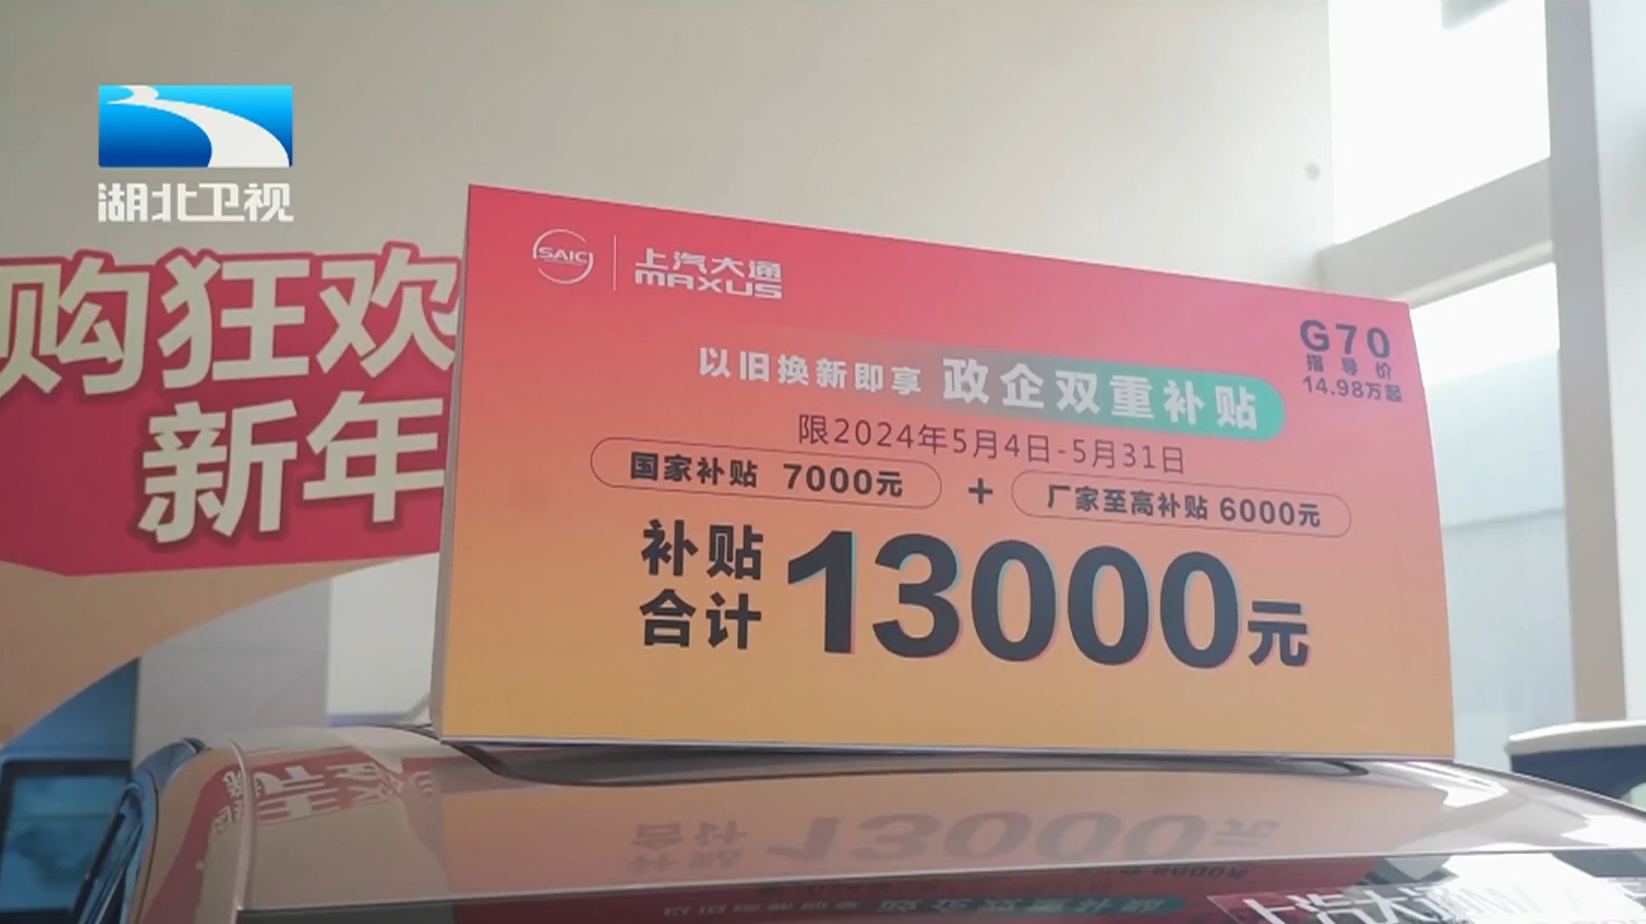 湖北卫视
购狂欢
新年
SAIC
上汽大通
MAXUS
G70
指导价
14.98万起
以旧换新即享 政企双重补贴
限2024年5月4日-5月31日
国家补贴 7000元 + 厂家至高补贴 6000元
补贴
合计 13000元